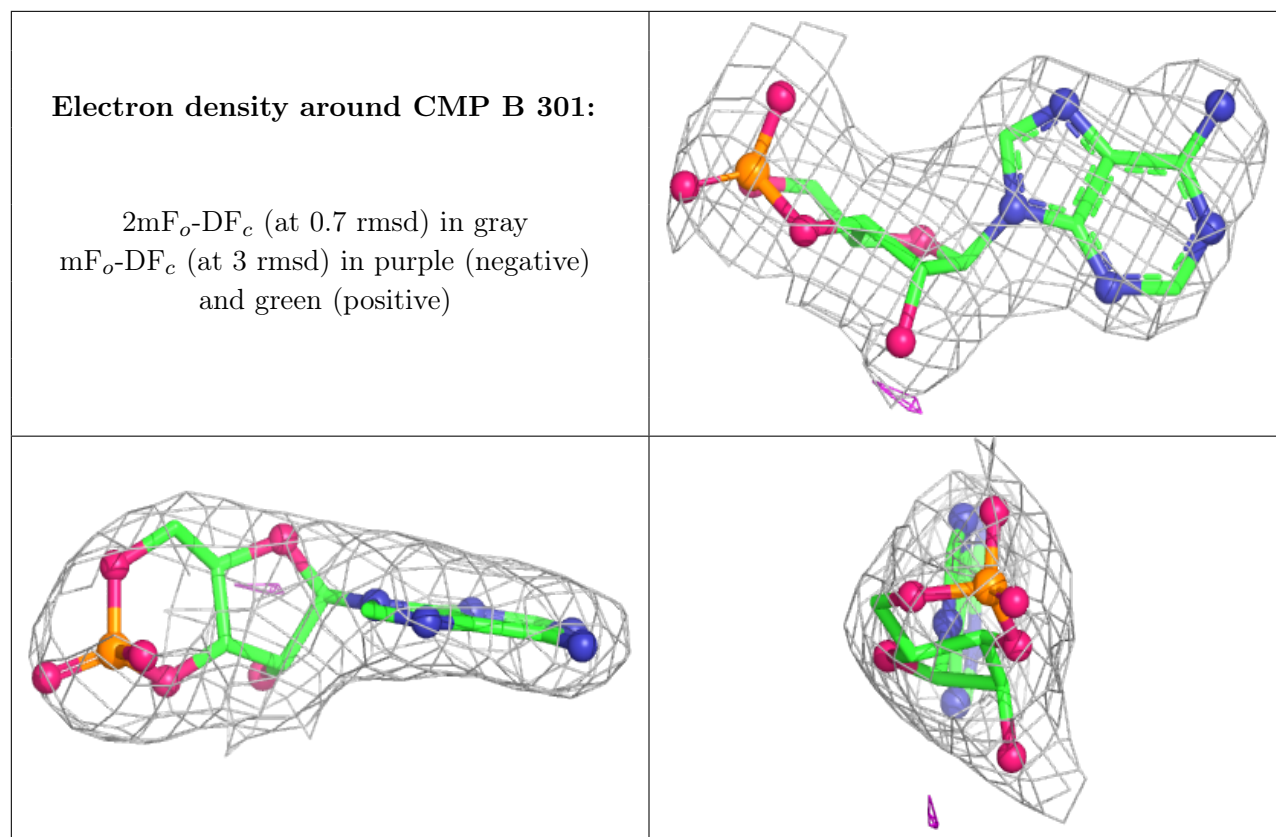 Electron density around CMP B 301:
2mFₒ-DF𝒸 (at 0.7 rmsd) in gray
mFₒ-DF𝒸 (at 3 rmsd) in purple (negative)
and green (positive)